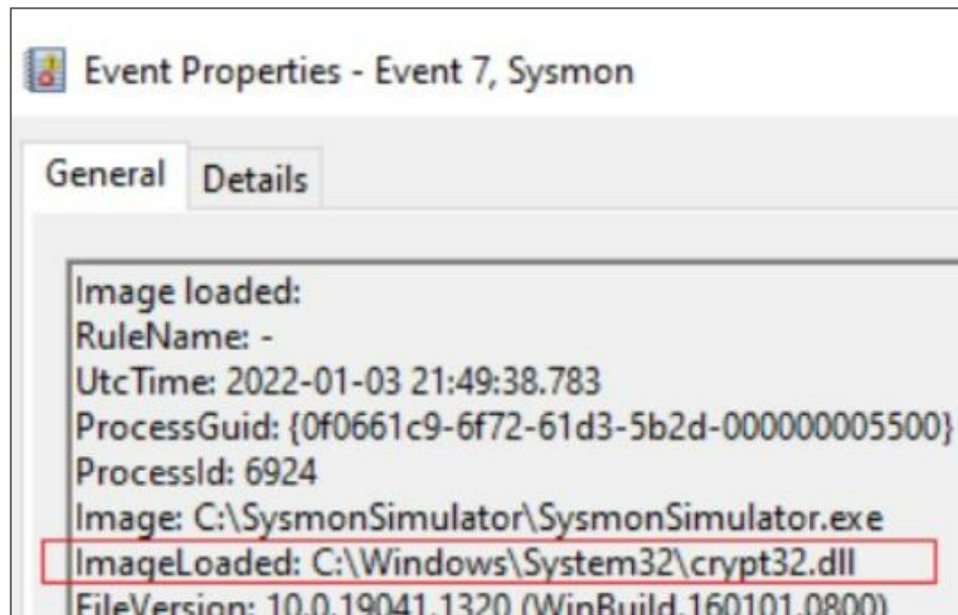 Event Properties - Event 7, Sysmon
General Details
Image loaded:
RuleName: -
UtcTime: 2022-01-03 21:49:38.783
ProcessGuid: {0f0661c9-6f72-61d3-5b2d-000000005500}
ProcessId: 6924
Image: C:\SysmonSimulator\SysmonSimulator.exe
ImageLoaded: C:\Windows\System32\crypt32.dll
FileVersion: 10.0.19041.1320 (WinBuild.160101.0800)